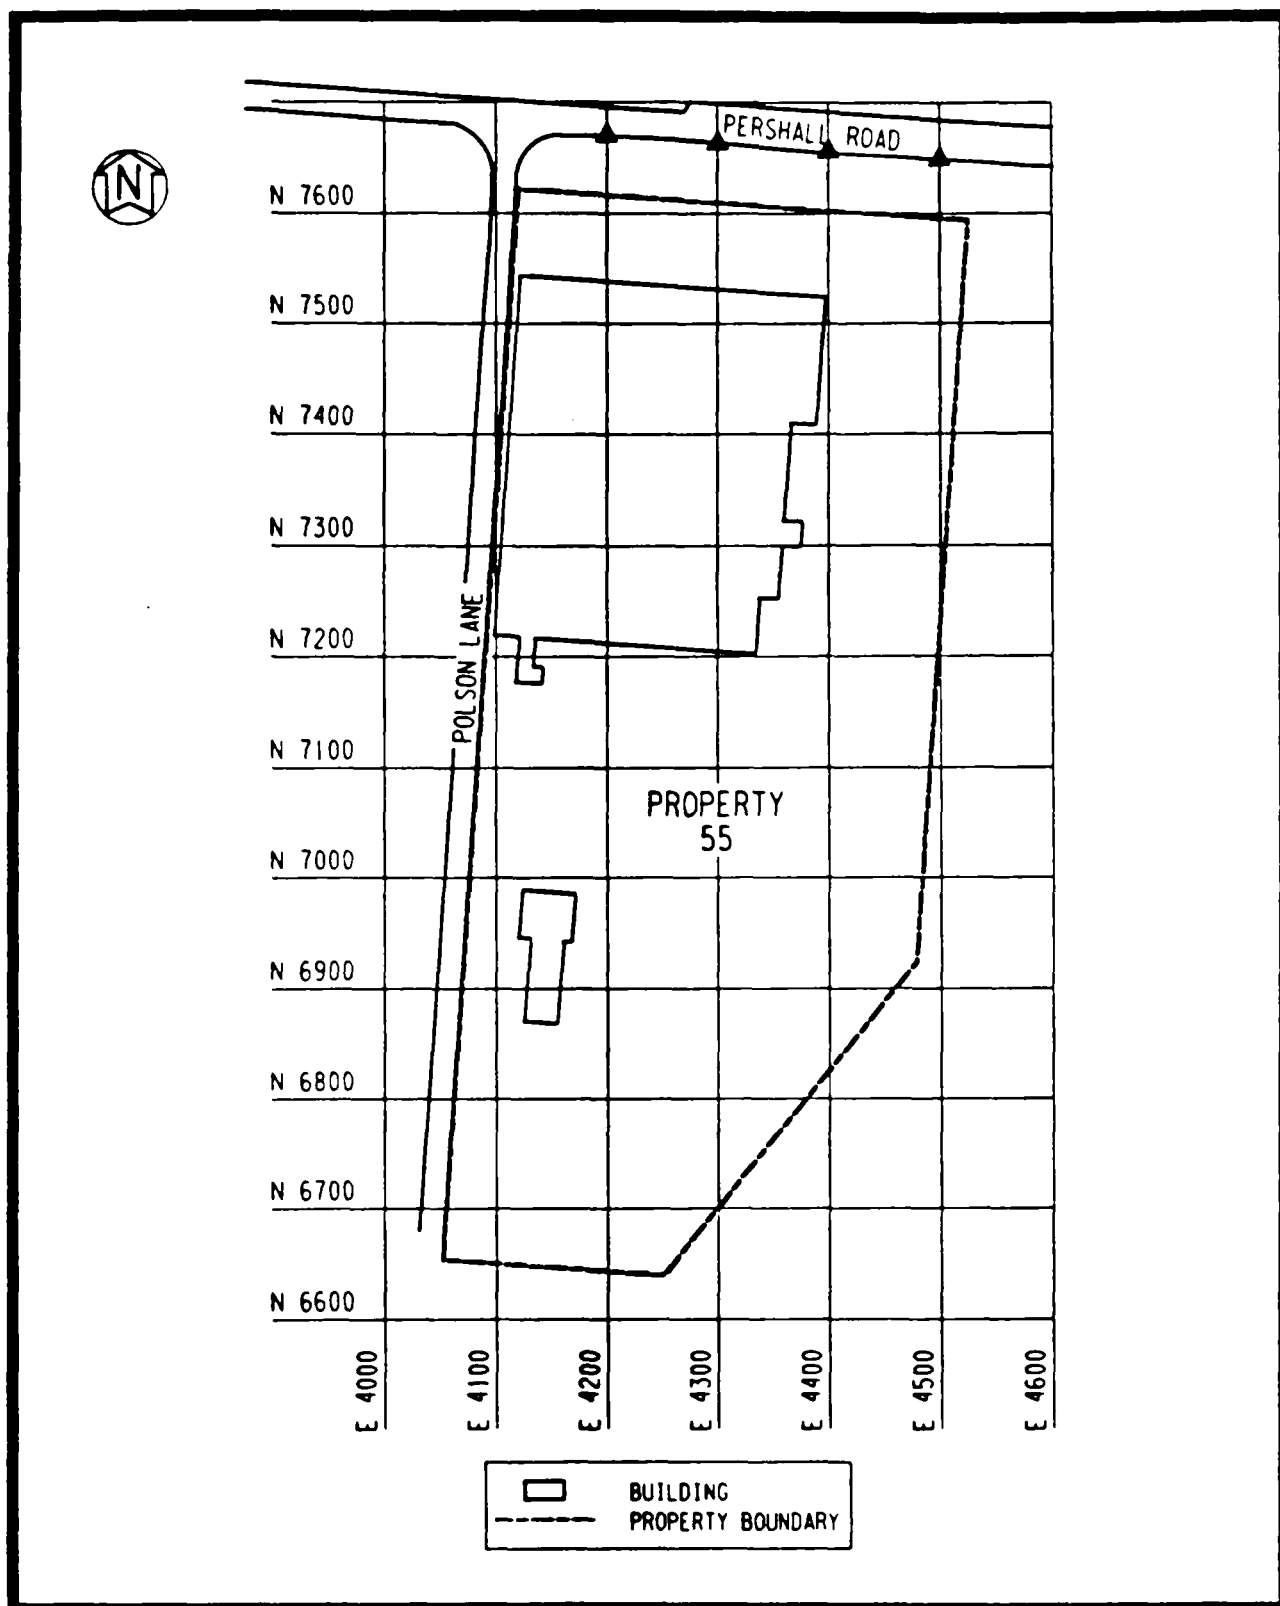 PERSHALL ROAD
N
N 7600
N 7500
N 7400
N 7300
N 7200
POLSON LANE
N 7100
PROPERTY
55
N 7000
N 6900
N 6800
N 6700
N 6600
E 4000
E 4100
E 4200
E 4300
E 4400
E 4500
E 4600
BUILDING
PROPERTY BOUNDARY